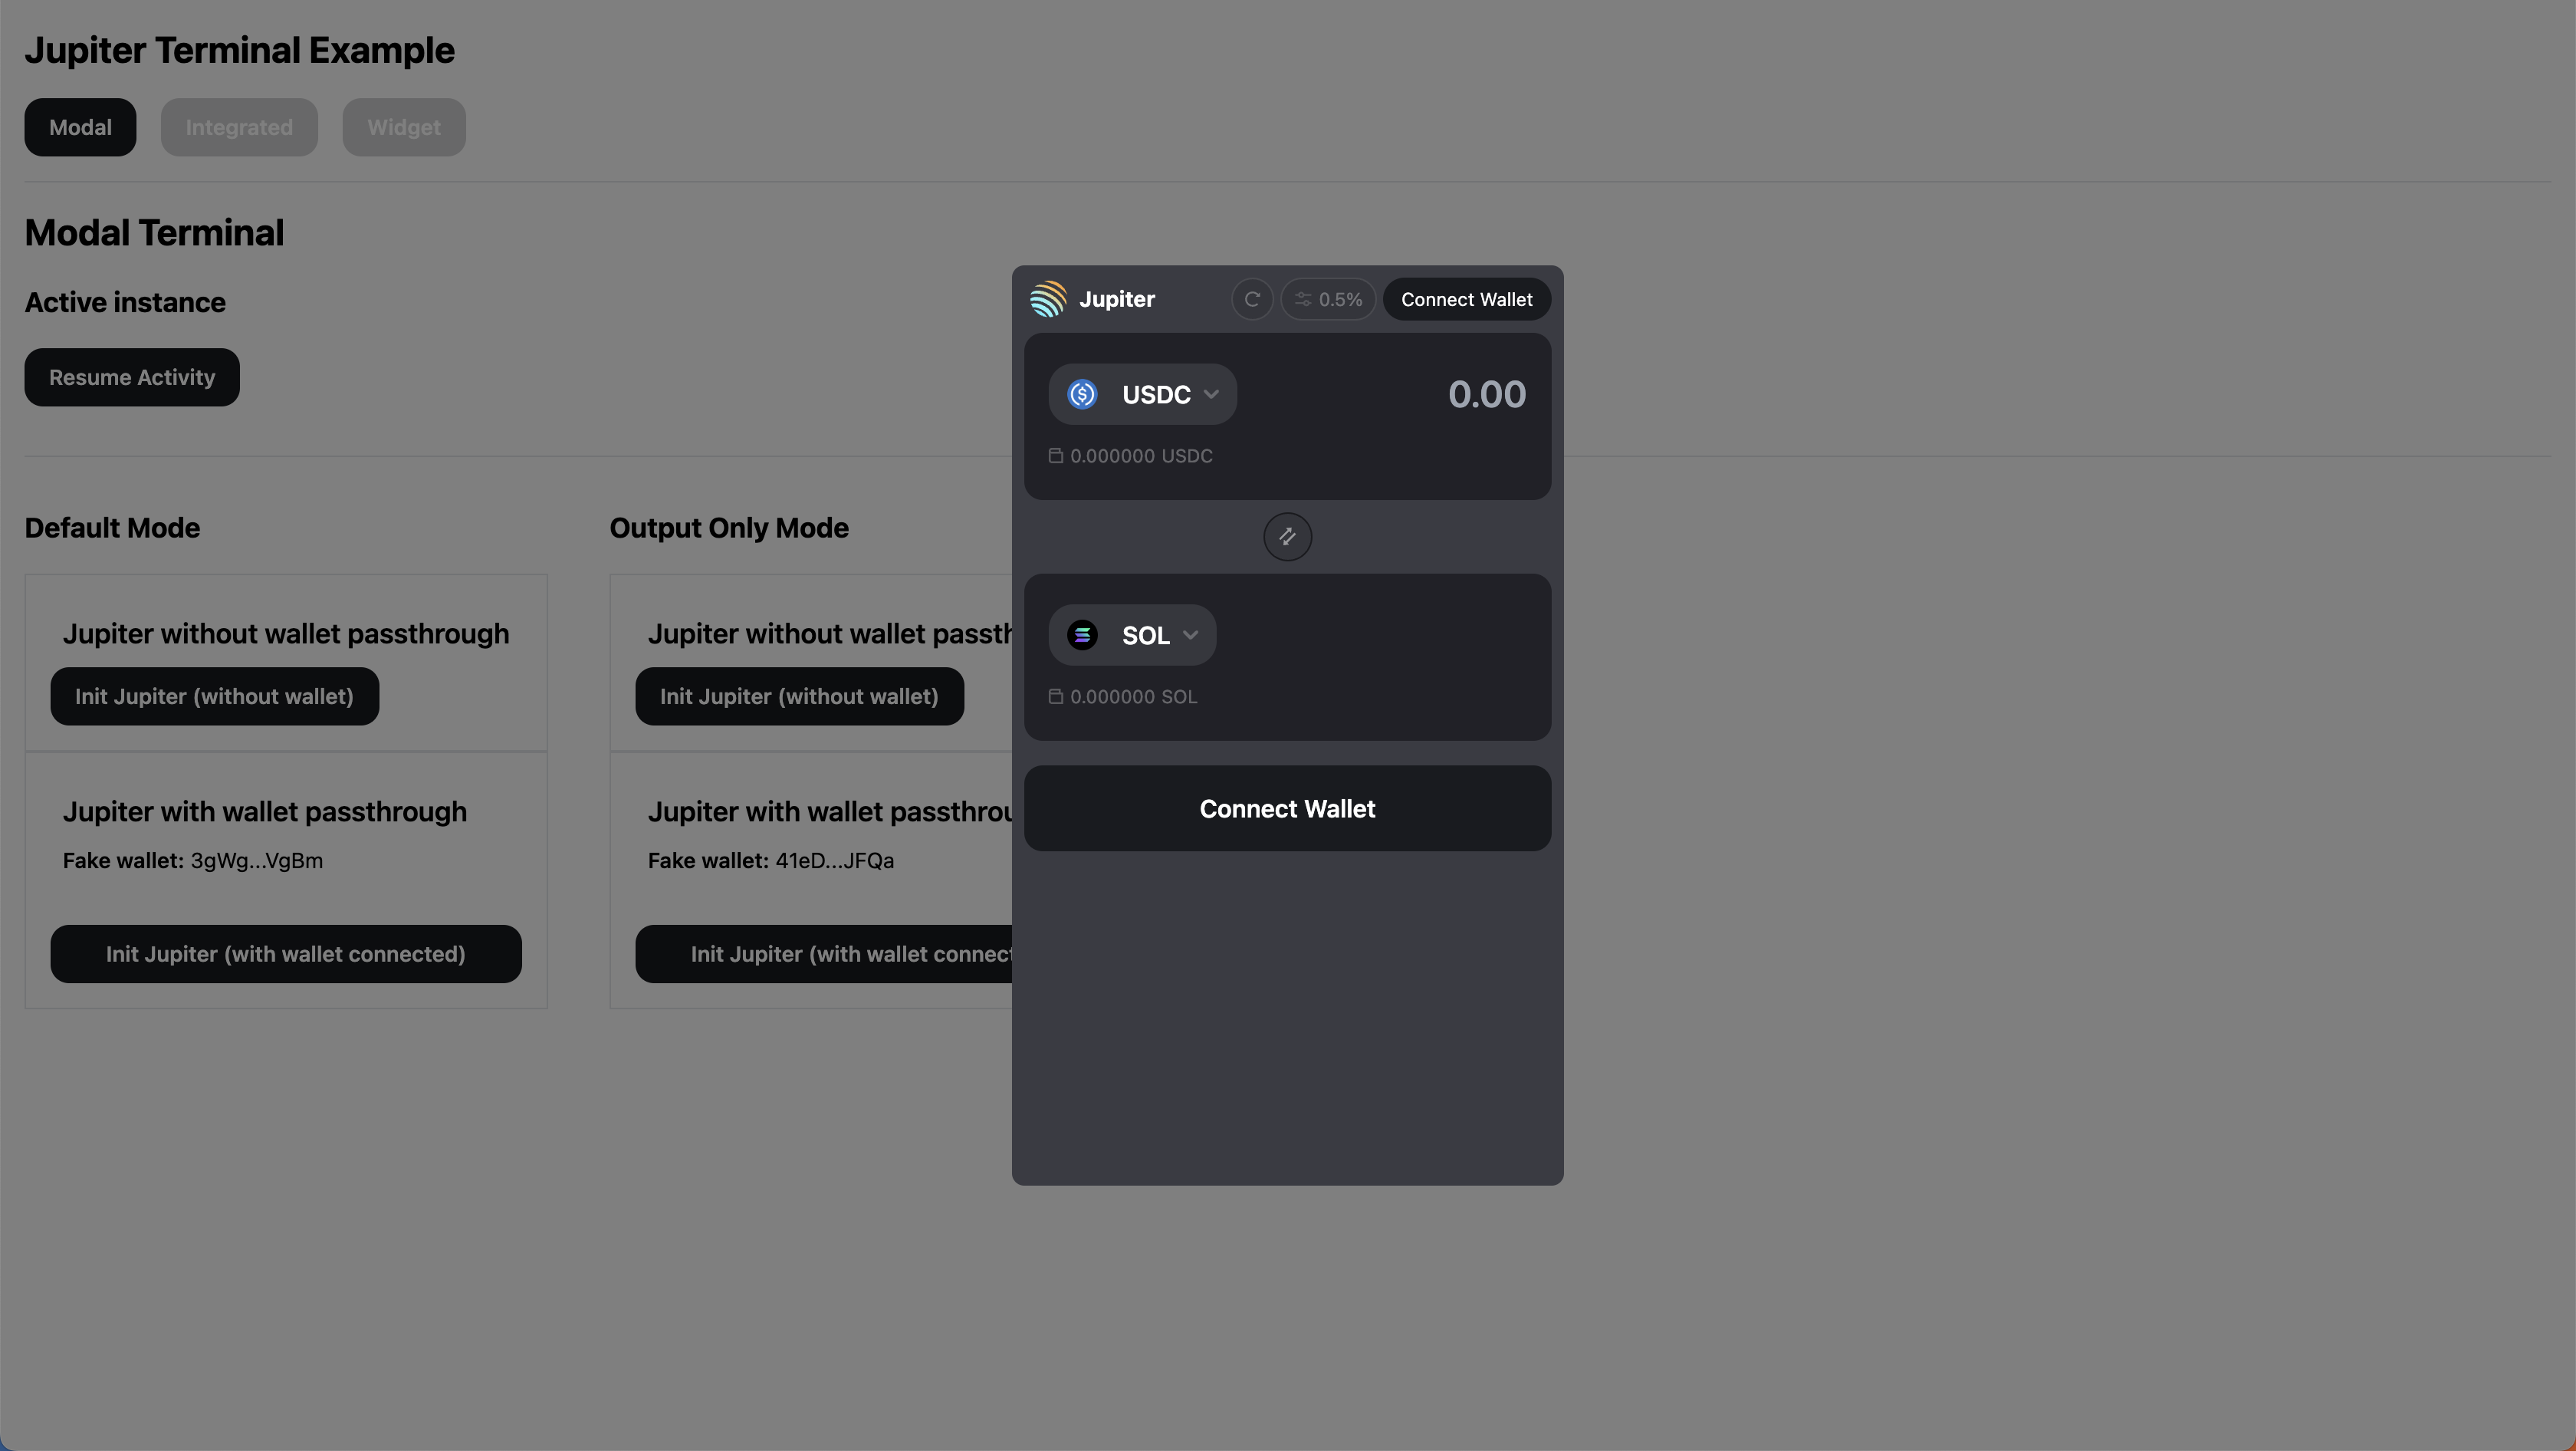 Jupiter Terminal Example
Modal
Integrated
Widget
Modal Terminal
Active instance
Resume Activity
Default Mode
Jupiter without wallet passthrough
Init Jupiter (without wallet)
Jupiter with wallet passthrough
Fake wallet: 3gWg...VgBm
Init Jupiter (with wallet connected)
Output Only Mode
Jupiter without wallet passth
Init Jupiter (without wallet)
Jupiter with wallet passthrou
Fake wallet: 41eD...JFQa
Init Jupiter (with wallet connect
Jupiter
0.5%
Connect Wallet
USDC
0.00
0.000000 USDC
SOL
0.000000 SOL
Connect Wallet